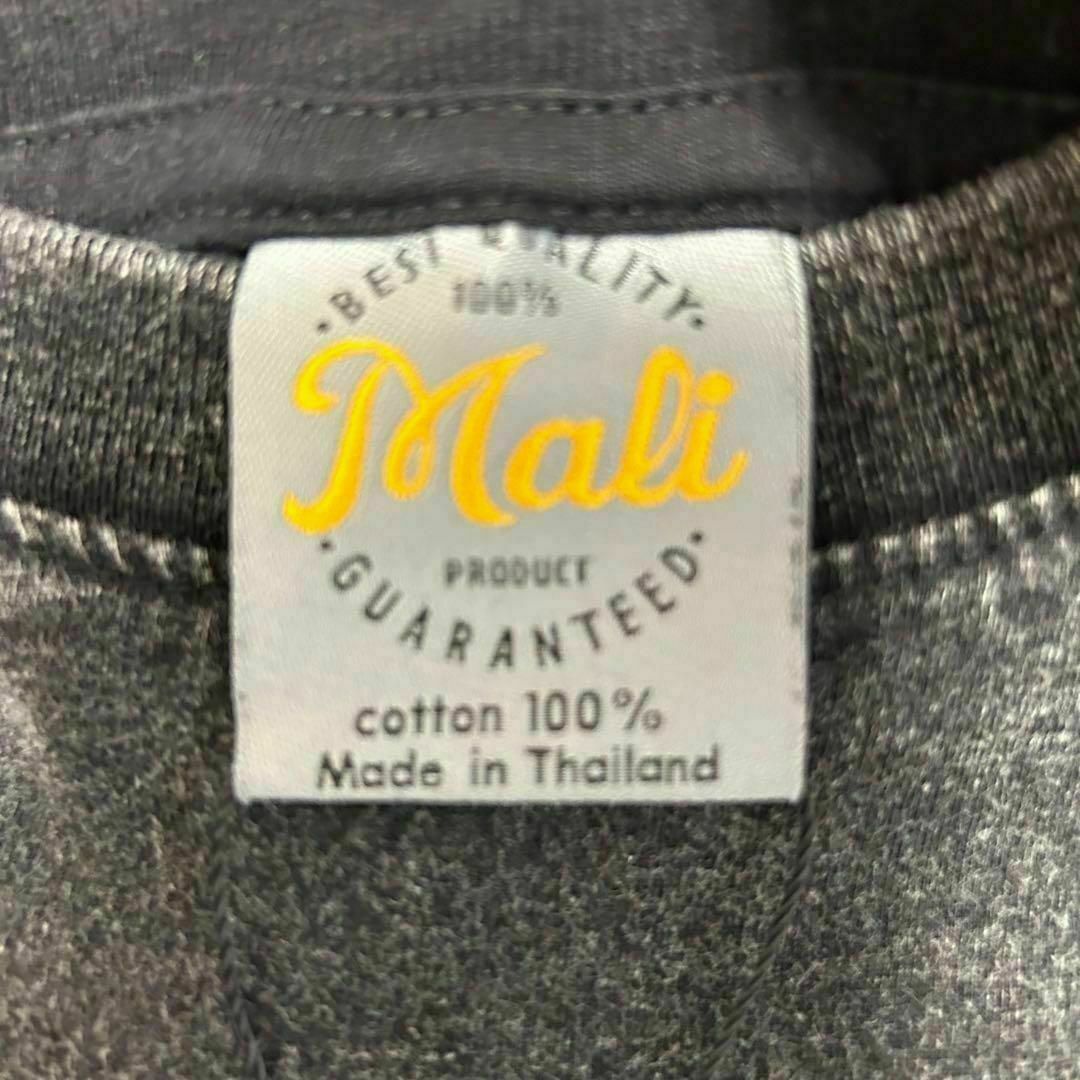 •BEST QUALITY•
100%
Mali
PRODUCT
•GUARANTEED•
cotton 100%
Made in Thailand